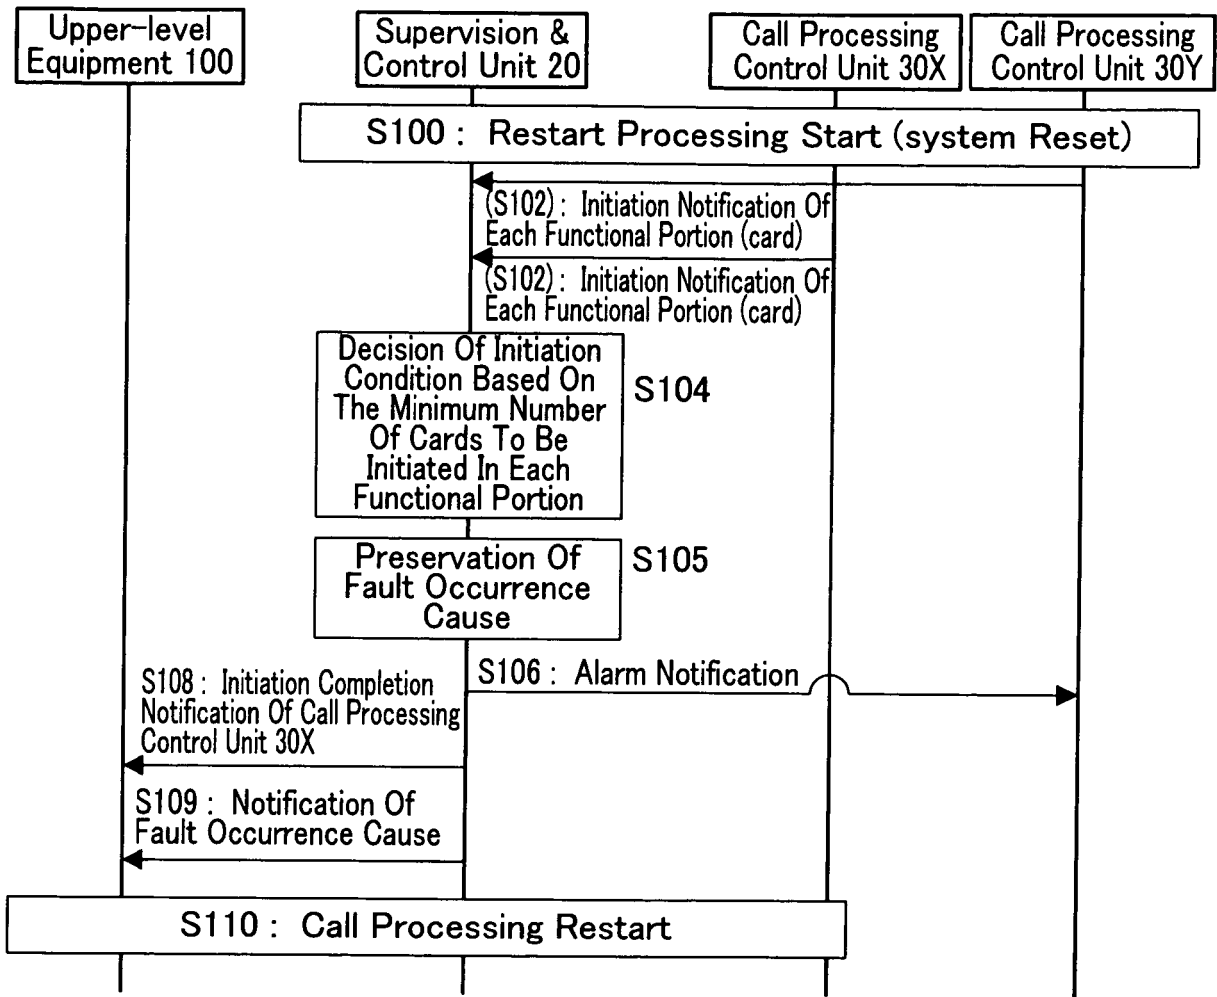 Upper-level
Equipment 100
Supervision &
Control Unit 20
Call Processing
Control Unit 30X
Call Processing
Control Unit 30Y
S100 : Restart Processing Start (system Reset)
(S102) : Initiation Notification Of
Each Functional Portion (card)
(S102) : Initiation Notification Of
Each Functional Portion (card)
Decision Of Initiation
Condition Based On
The Minimum Number
Of Cards To Be
Initiated In Each
Functional Portion
S104
Preservation Of
Fault Occurrence
Cause
S105
S106 : Alarm Notification
S108 : Initiation Completion
Notification Of Call Processing
Control Unit 30X
S109 : Notification Of
Fault Occurrence Cause
S110 : Call Processing Restart